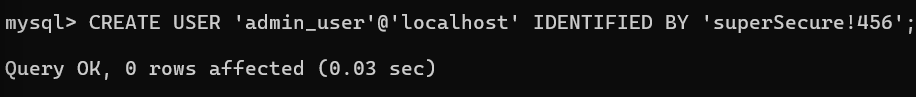 mysql> CREATE USER 'admin_user'@'localhost' IDENTIFIED BY 'superSecure!456';
Query OK, 0 rows affected (0.03 sec)